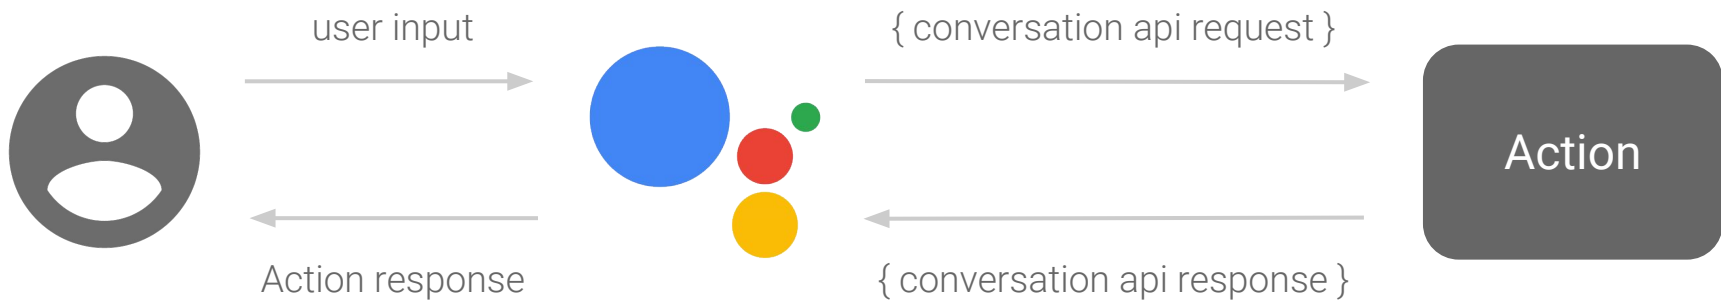 user input
{ conversation api request }
Action
Action response
{ conversation api response }